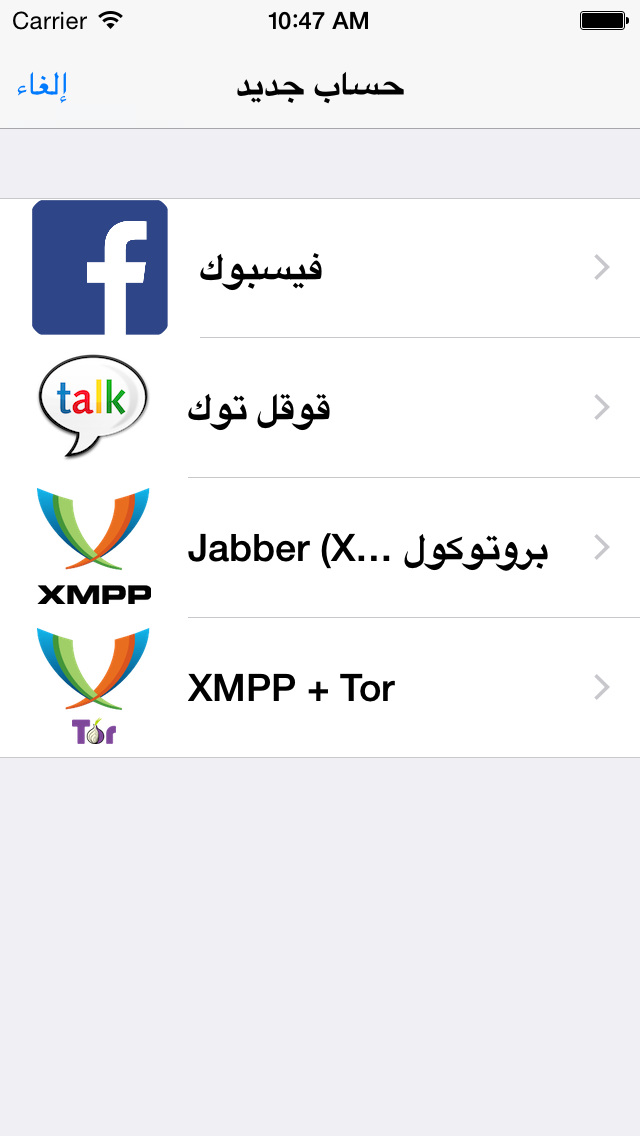 Carrier 10:47 AM
إلغاء حساب جديد
فيسبوك
talk
قوقل توك
XMPP
بروتوكول Jabber (X...
Tor
XMPP + Tor